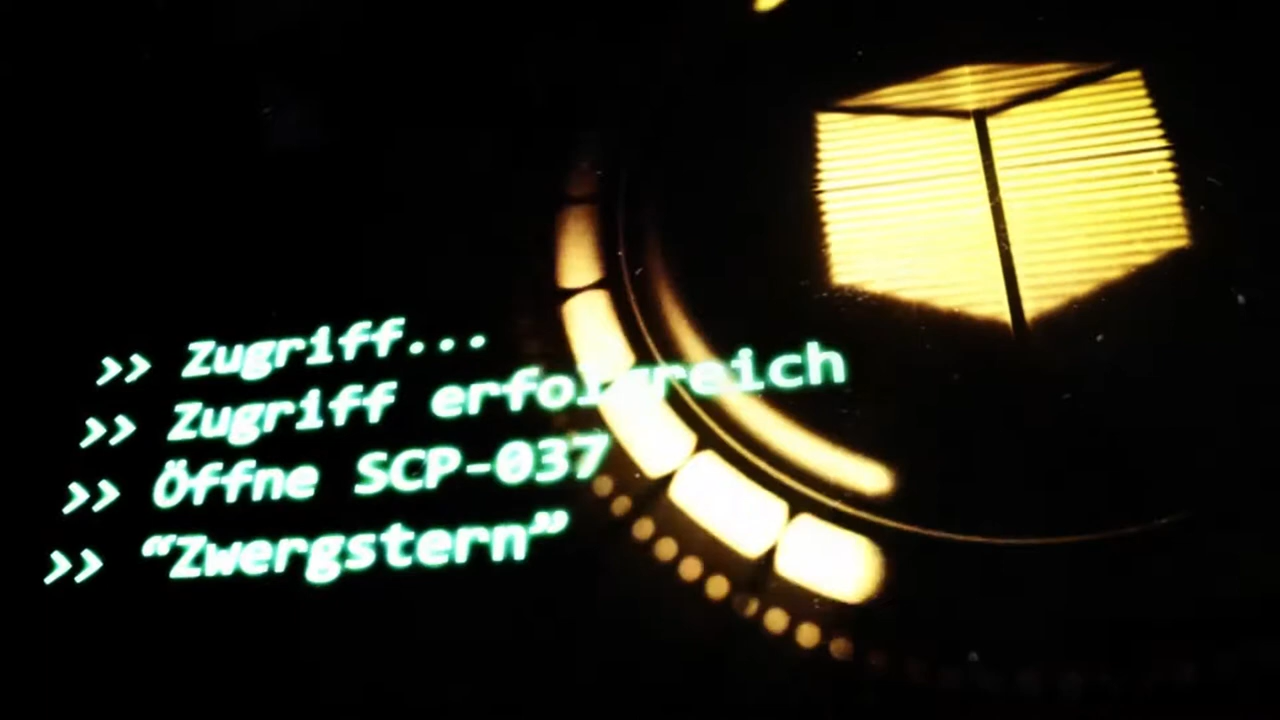 >> Zugriff...
>> Zugriff erfolgreich
>> Öffne SCP-037
>> “Zwergstern”